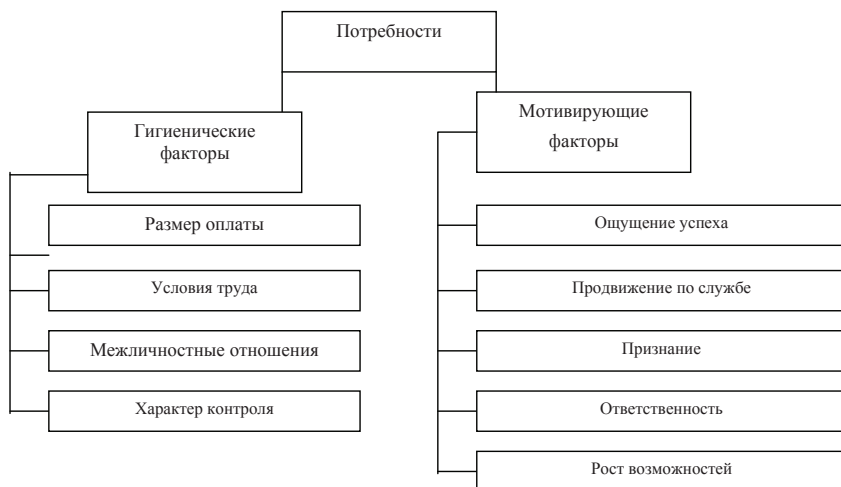 Потребности
Гигиенические
факторы
Размер оплаты
Условия труда
Межличностные отношения
Характер контроля
Мотивирующие
факторы
Ощущение успеха
Продвижение по службе
Признание
Ответственность
Рост возможностей